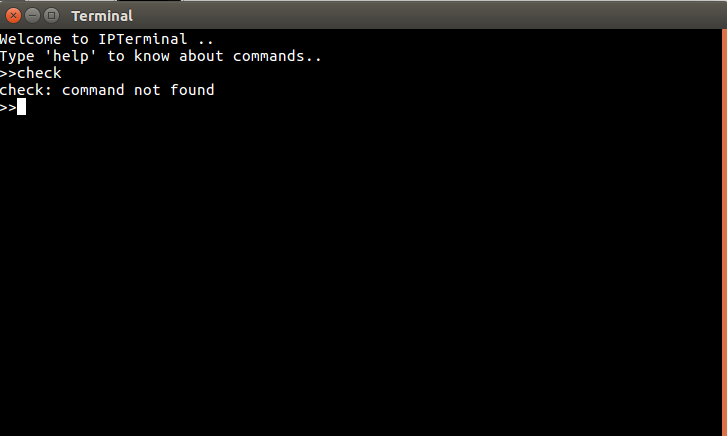 Terminal
Welcome to IPTerminal ..
Type 'help' to know about commands..
>>check
check: command not found
>>